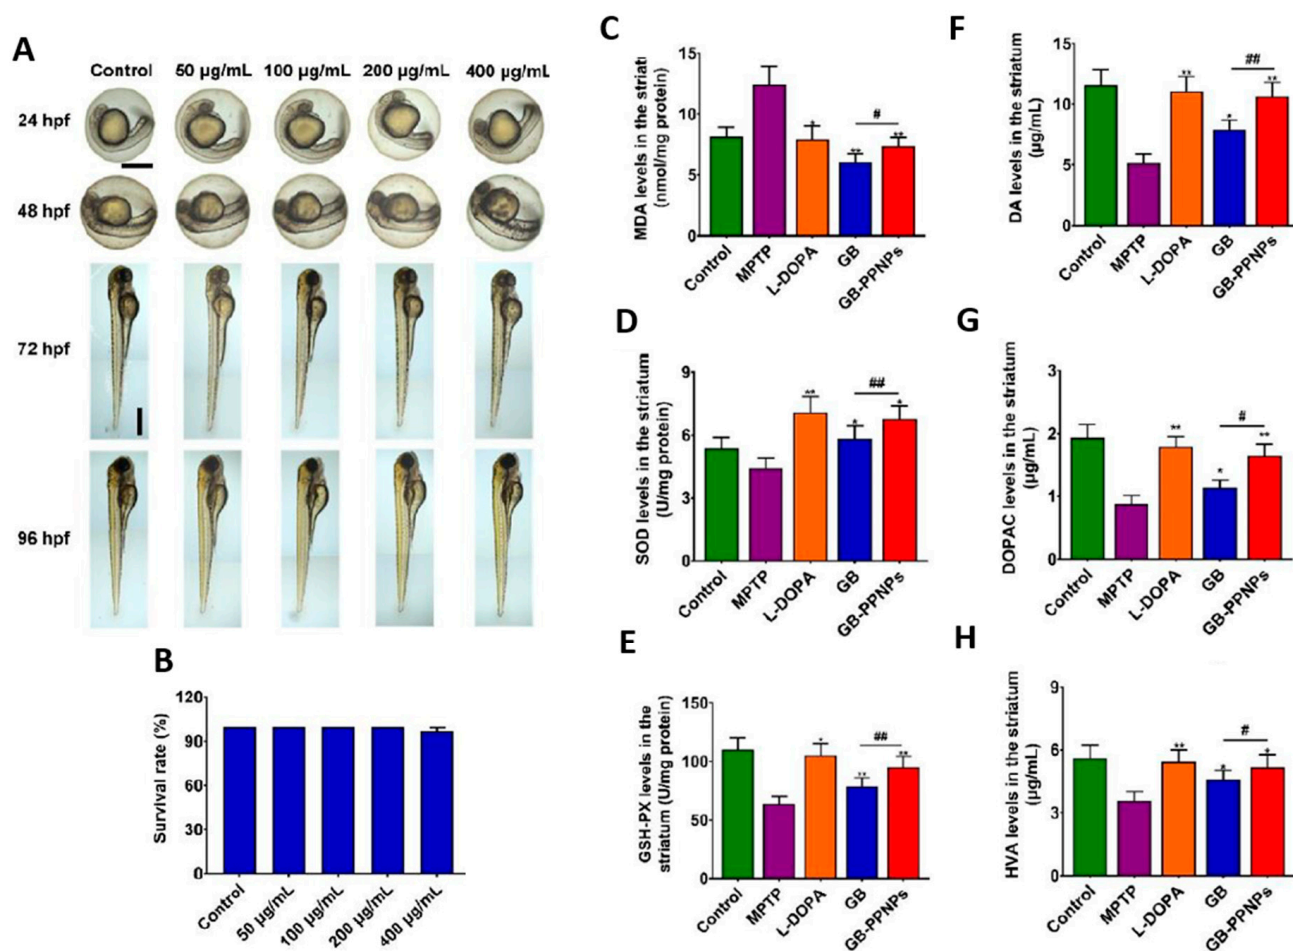 A
Control 50 µg/mL 100 µg/mL 200 µg/mL 400 µg/mL
24 hpf
48 hpf
72 hpf
96 hpf
B
Survival rate (%)
120
90
60
30
0
Control 50 µg/mL 100 µg/mL 200 µg/mL 400 µg/mL
C
MDA levels in the striati
(nmol/mg protein)
15
10
5
0
*
**
#
**
Control MPTP L-DOPA GB GB-PPNPs
D
SOD levels in the striatum
(U/mg protein)
9
6
3
0
**
*
##
*
Control MPTP L-DOPA GB GB-PPNPs
E
GSH-PX levels in the
striatum (U/mg protein)
150
100
50
0
*
**
##
**
Control MPTP L-DOPA GB GB-PPNPs
F
DA levels in the striatum
(µg/mL)
15
10
5
0
**
*
##
**
Control MPTP L-DOPA GB GB-PPNPs
G
DOPAC levels in the striatum
(µg/mL)
3
2
1
0
**
*
#
**
Control MPTP L-DOPA GB GB-PPNPs
H
HVA levels in the striatum
(µg/mL)
9
6
3
0
**
*
#
*
Control MPTP L-DOPA GB GB-PPNPs